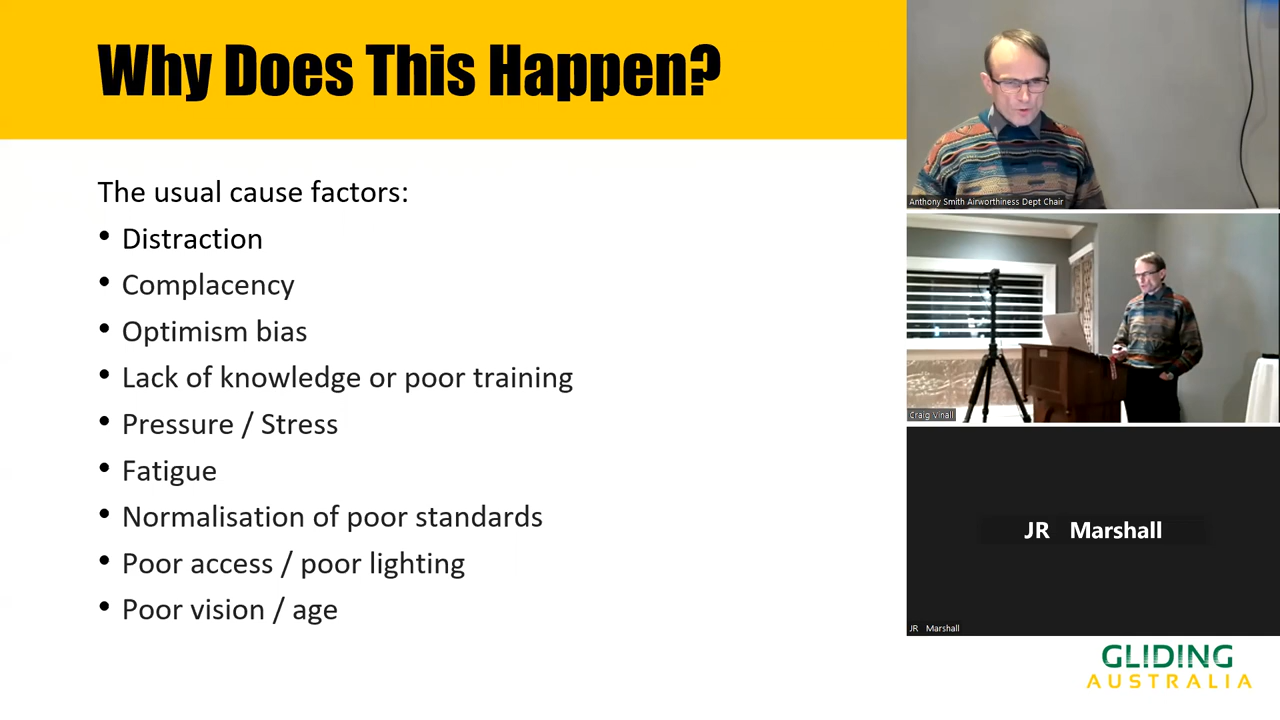 Why Does This Happen?
The usual cause factors:
• Distraction
• Complacency
• Optimism bias
• Lack of knowledge or poor training
• Pressure / Stress
• Fatigue
• Normalisation of poor standards
• Poor access / poor lighting
• Poor vision / age
Anthony Smith Airworthiness Dept Chair
Craig Vinall
JR Marshall
JR Marshall
GLIDING
AUSTRALIA